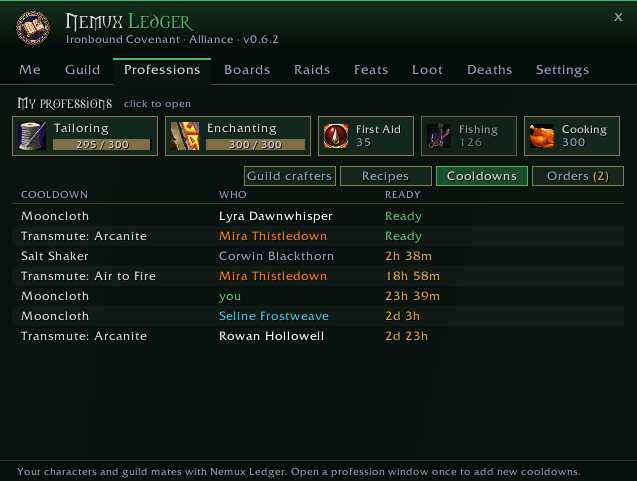 Nemux Ledger
Ironbound Covenant · Alliance · v0.6.2
X
Me Guild Professions Boards Raids Feats Loot Deaths Settings
My professions click to open
Tailoring
295 / 300
Enchanting
300 / 300
First Aid
35
Fishing
126
Cooking
300
Guild crafters Recipes Cooldowns Orders (2)
COOLDOWN WHO READY
Mooncloth Lyra Dawnwhisper Ready
Transmute: Arcanite Mira Thistledown Ready
Salt Shaker Corwin Blackthorn 2h 38m
Transmute: Air to Fire Mira Thistledown 18h 58m
Mooncloth you 23h 39m
Mooncloth Seline Frostweave 2d 3h
Transmute: Arcanite Rowan Hollowell 2d 23h
Your characters and guild mates with Nemux Ledger. Open a profession window once to add new cooldowns.